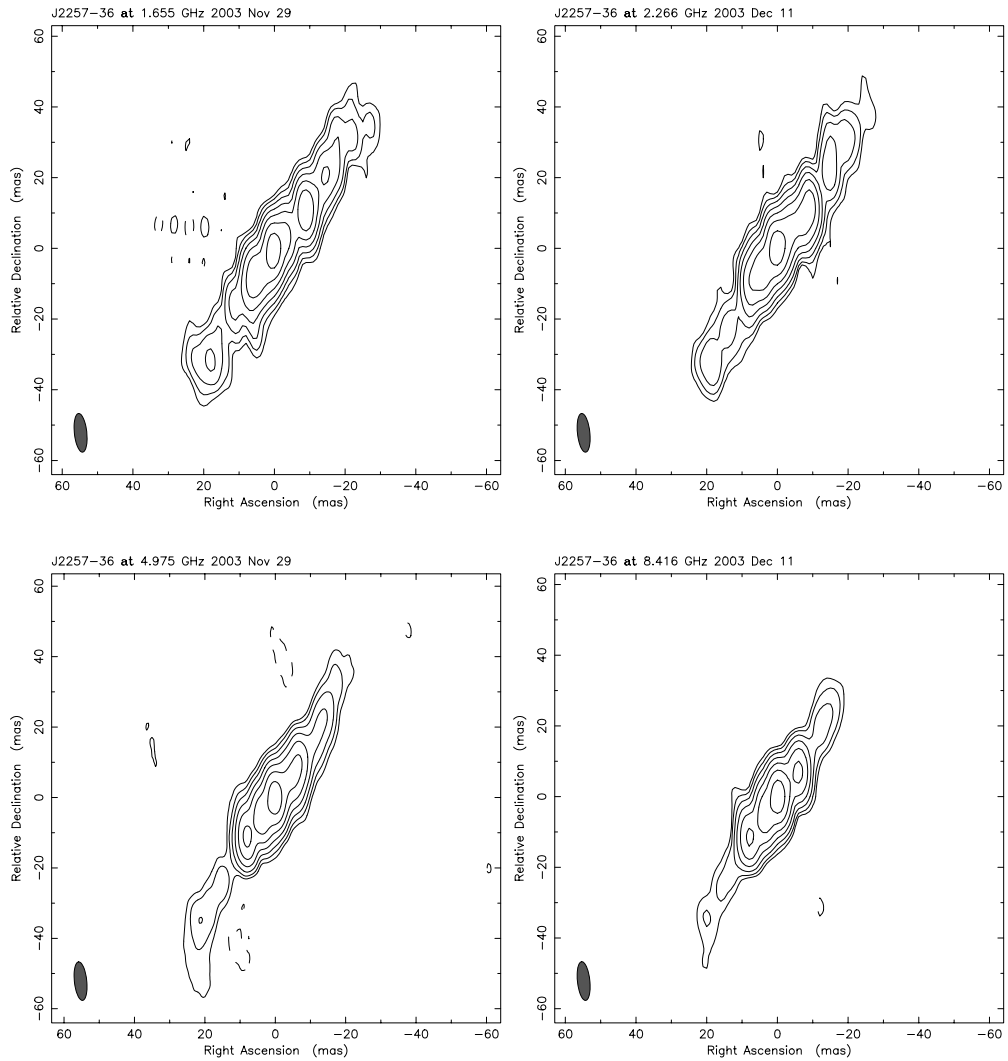 J2257−36 at 1.655 GHz 2003 Nov 29
60
40
20
0
−20
−40
−60
Relative Declination (mas)
60 40 20 0 −20 −40 −60
Right Ascension (mas)
J2257−36 at 2.266 GHz 2003 Dec 11
60
40
20
0
−20
−40
−60
Relative Declination (mas)
60 40 20 0 −20 −40 −60
Right Ascension (mas)
J2257−36 at 4.975 GHz 2003 Nov 29
60
40
20
0
−20
−40
−60
Relative Declination (mas)
60 40 20 0 −20 −40 −60
Right Ascension (mas)
J2257−36 at 8.416 GHz 2003 Dec 11
60
40
20
0
−20
−40
−60
Relative Declination (mas)
60 40 20 0 −20 −40 −60
Right Ascension (mas)